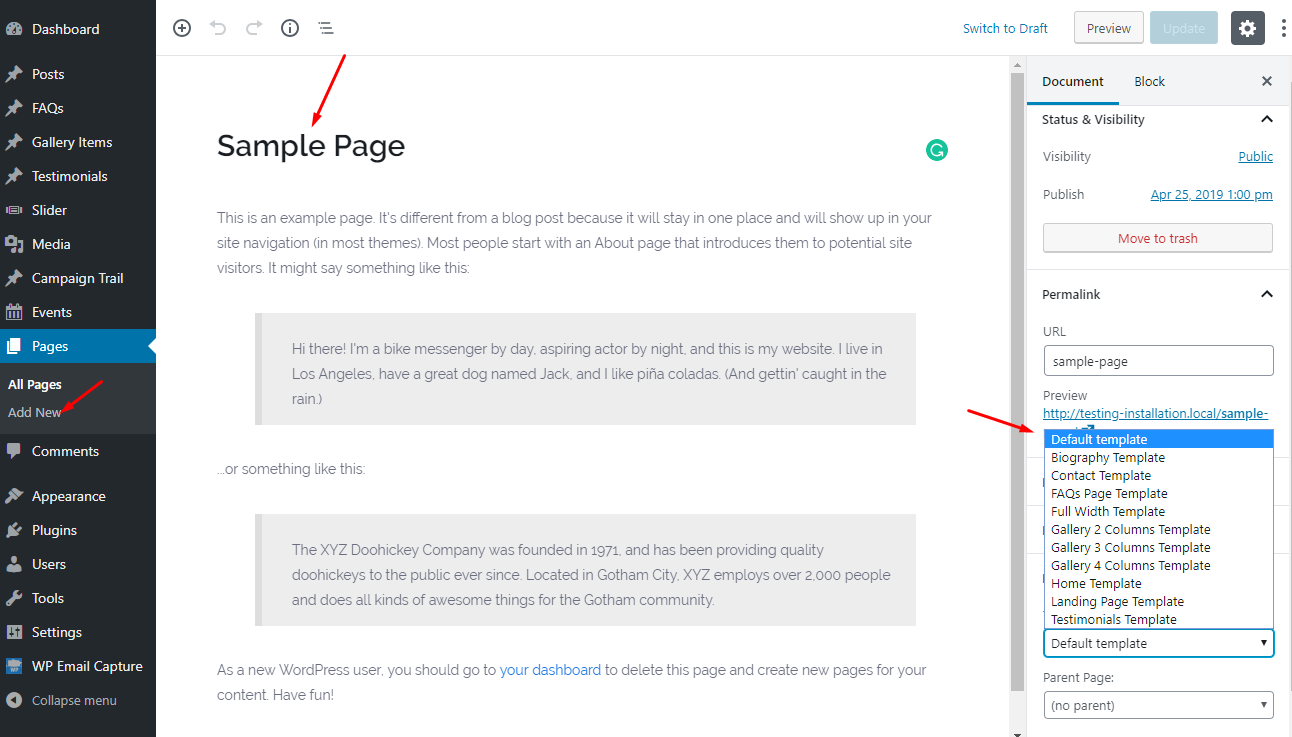 Dashboard
Posts
FAQs
Gallery Items
Testimonials
Slider
Media
Campaign Trail
Events
Pages
All Pages
Add New
Comments
Appearance
Plugins
Users
Tools
Settings
WP Email Capture
Collapse menu
Switch to Draft
Preview
Update
Sample Page
This is an example page. It's different from a blog post because it will stay in one place and will show up in your
site navigation (in most themes). Most people start with an About page that introduces them to potential site
visitors. It might say something like this:
Hi there! I'm a bike messenger by day, aspiring actor by night, and this is my website. I live in
Los Angeles, have a great dog named Jack, and I like piña coladas. (And gettin' caught in the
rain.)
...or something like this:
The XYZ Doohickey Company was founded in 1971, and has been providing quality
doohickeys to the public ever since. Located in Gotham City, XYZ employs over 2,000 people
and does all kinds of awesome things for the Gotham community.
As a new WordPress user, you should go to your dashboard to delete this page and create new pages for your
content. Have fun!
Document
Block
Status & Visibility
Visibility
Public
Publish
Apr 25, 2019 1:00 pm
Move to trash
Permalink
URL
sample-page
Preview
http://testing-installation.local/sample-
Default template
Biography Template
Contact Template
FAQs Page Template
Full Width Template
Gallery 2 Columns Template
Gallery 3 Columns Template
Gallery 4 Columns Template
Home Template
Landing Page Template
Testimonials Template
Default template
Parent Page:
(no parent)